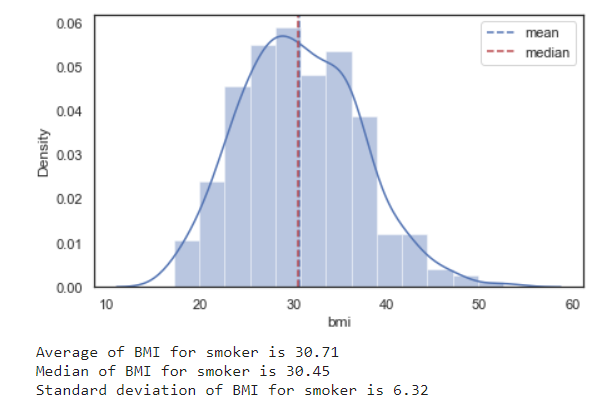 0.06
0.05
0.04
0.03
0.02
0.01
0.00
Density
mean
median
10 20 30 40 50 60
bmi
Average of BMI for smoker is 30.71
Median of BMI for smoker is 30.45
Standard deviation of BMI for smoker is 6.32